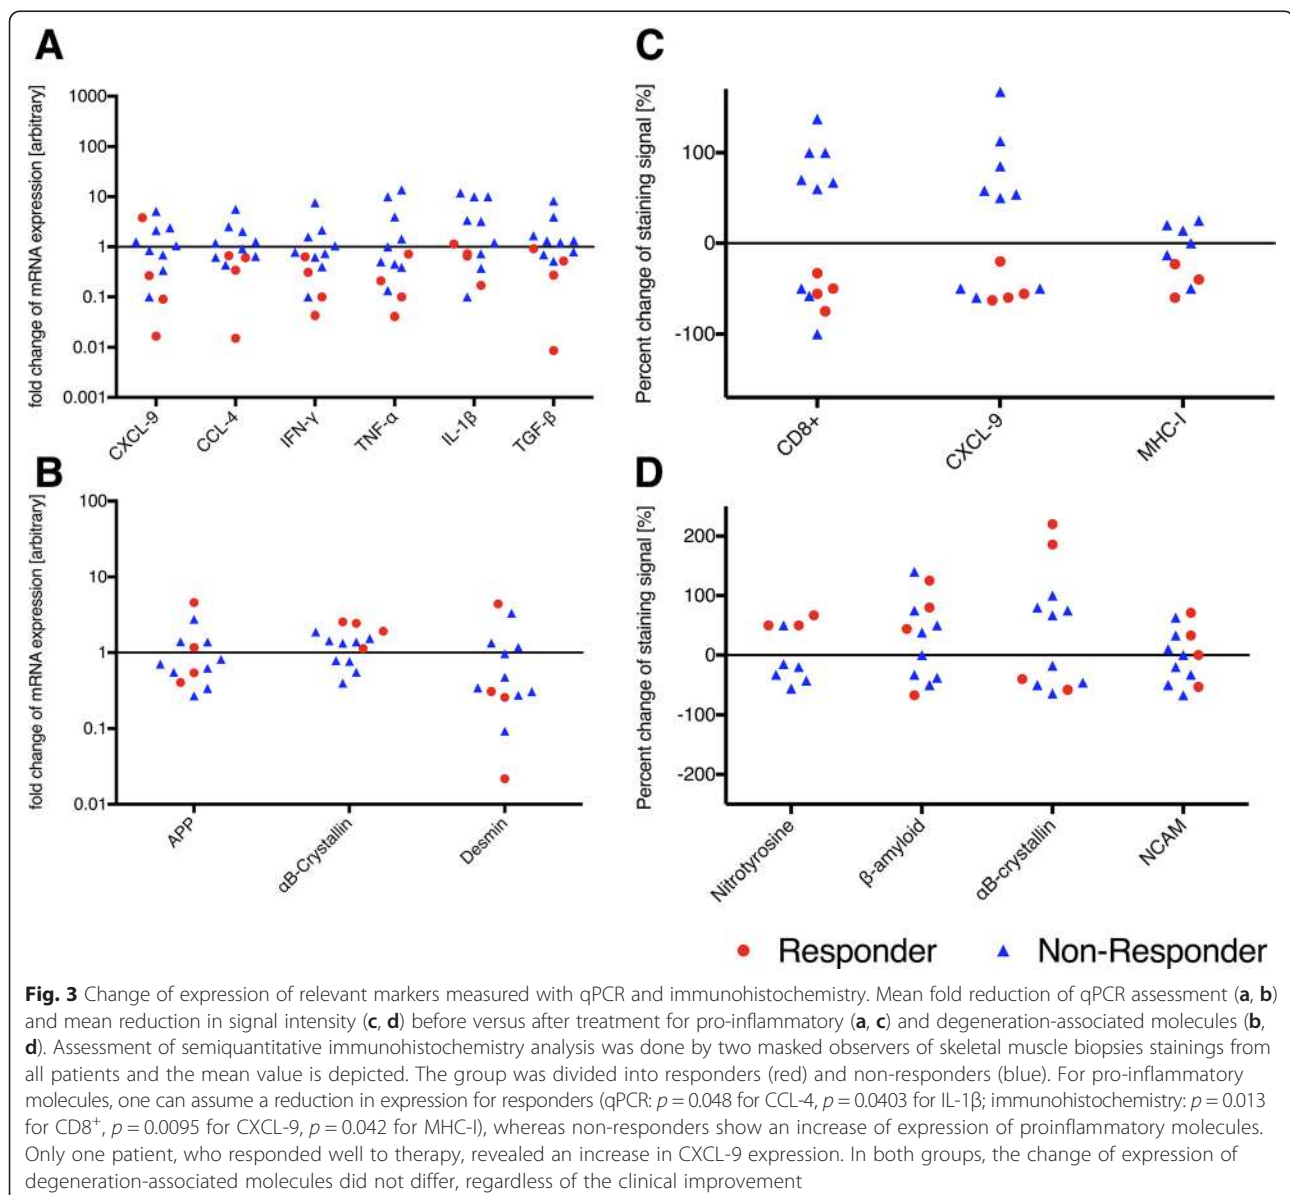 A
fold change of mRNA expression [arbitrary]
1000
100
10
1
0.1
0.01
0.001
CXCL-9
CCL-4
IFN-γ
TNF-α
IL-1β
TGF-β
B
fold change of mRNA expression [arbitrary]
100
10
1
0.1
0.01
APP
αB-Crystallin
Desmin
C
Percent change of staining signal [%]
100
0
-100
CD8+
CXCL-9
MHC-I
D
Percent change of staining signal [%]
200
100
0
-100
-200
Nitrotyrosine
β-amyloid
αB-crystallin
NCAM
Responder
Non-Responder
Fig. 3 Change of expression of relevant markers measured with qPCR and immunohistochemistry. Mean fold reduction of qPCR assessment (a, b)
and mean reduction in signal intensity (c, d) before versus after treatment for pro-inflammatory (a, c) and degeneration-associated molecules (b,
d). Assessment of semiquantitative immunohistochemistry analysis was done by two masked observers of skeletal muscle biopsies stainings from
all patients and the mean value is depicted. The group was divided into responders (red) and non-responders (blue). For pro-inflammatory
molecules, one can assume a reduction in expression for responders (qPCR: p = 0.048 for CCL-4, p = 0.0403 for IL-1β; immunohistochemistry: p = 0.013
for CD8+, p = 0.0095 for CXCL-9, p = 0.042 for MHC-I), whereas non-responders show an increase of expression of proinflammatory molecules.
Only one patient, who responded well to therapy, revealed an increase in CXCL-9 expression. In both groups, the change of expression of
degeneration-associated molecules did not differ, regardless of the clinical improvement